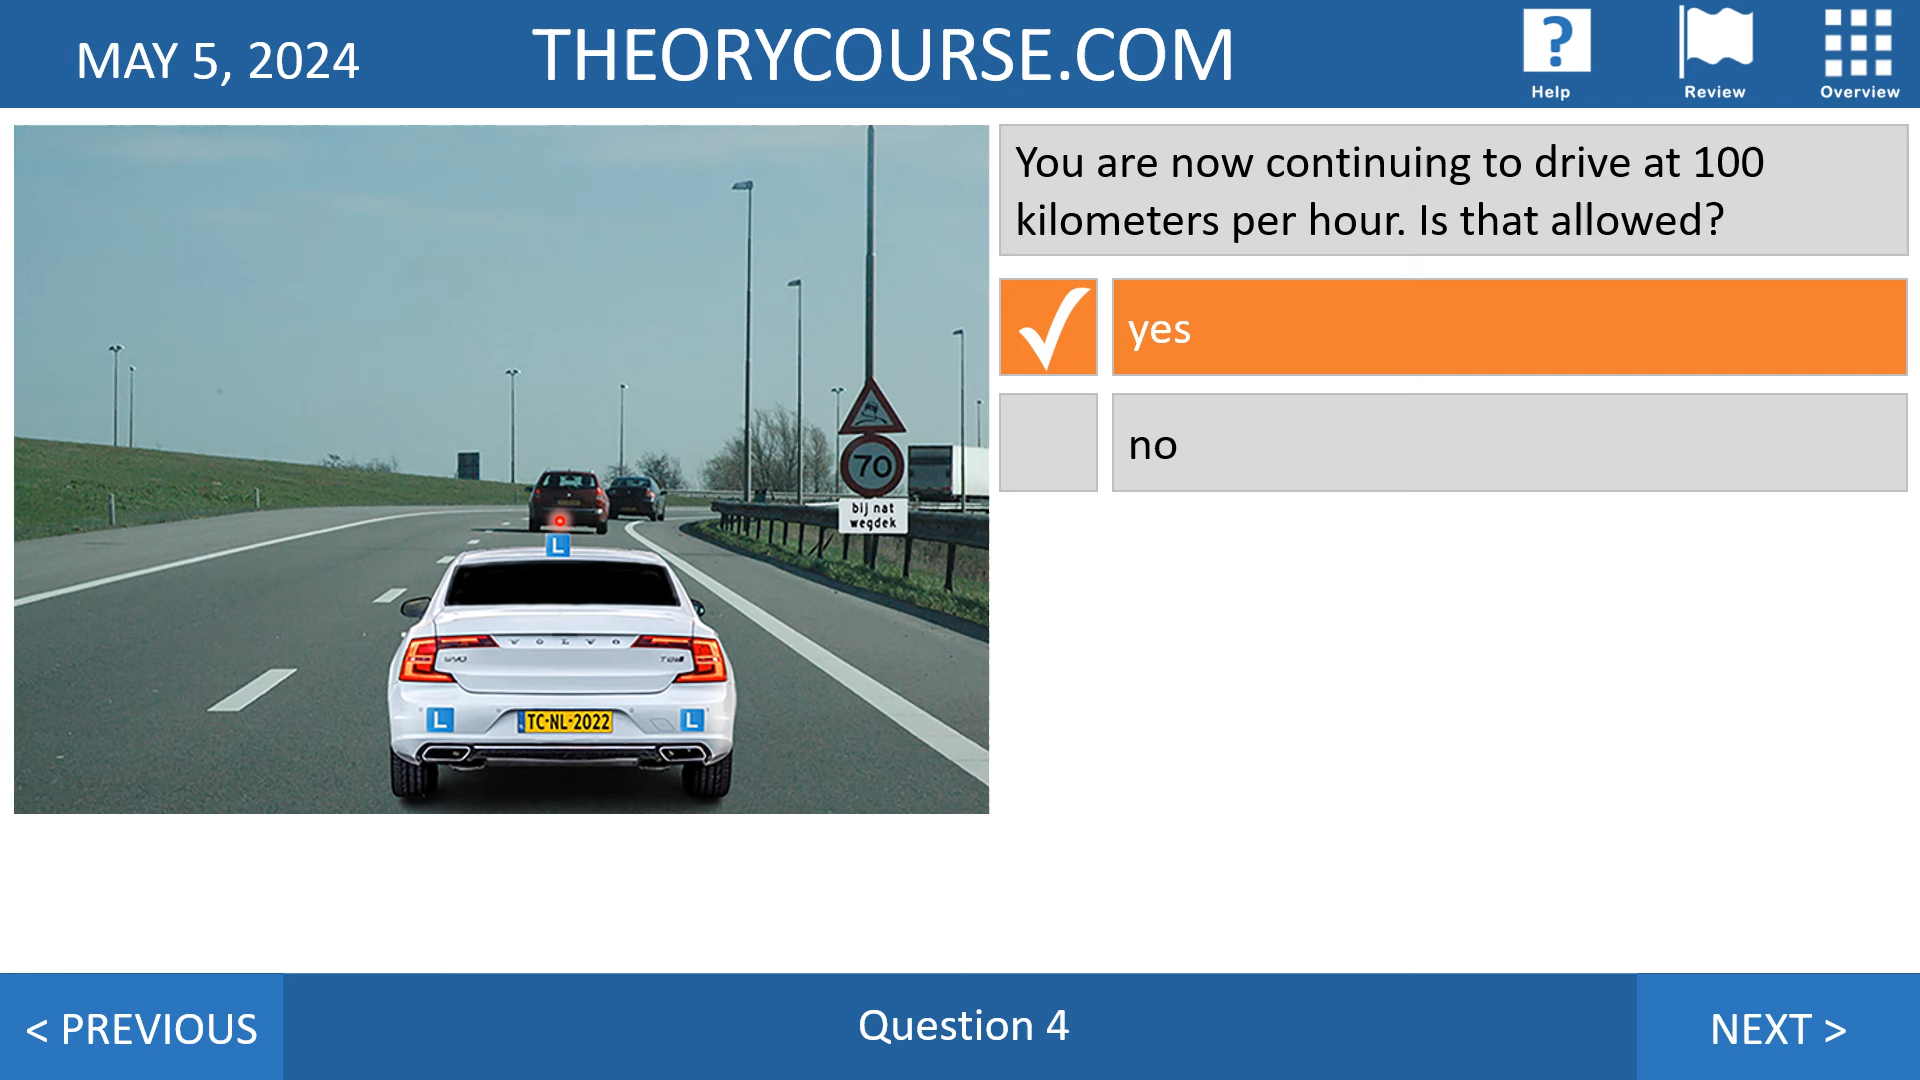 MAY 5, 2024
THEORYCOURSE.COM
?
Help
Review
Overview
You are now continuing to drive at 100
kilometers per hour. Is that allowed?
yes
no
70
bij nat
wegdek
L
VOLVO
L
TC-NL-2022
L
< PREVIOUS
Question 4
NEXT >